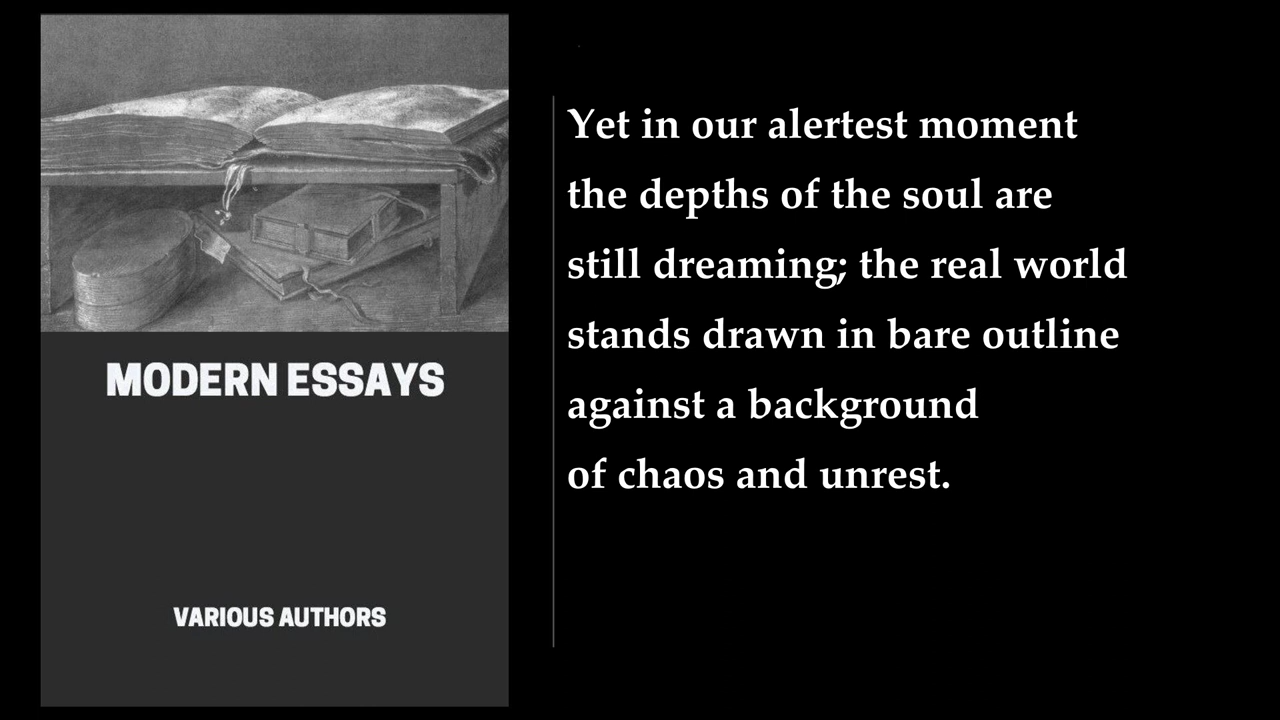 MODERN ESSAYS
VARIOUS AUTHORS
Yet in our alertest moment
the depths of the soul are
still dreaming; the real world
stands drawn in bare outline
against a background
of chaos and unrest.